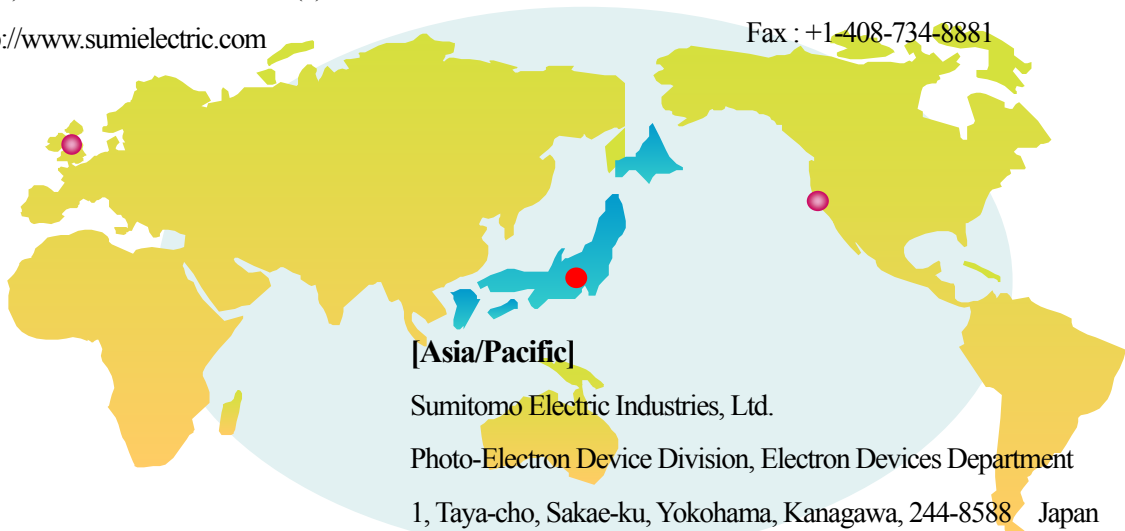 ://www.sumielectric.com
Fax : +1-408-734-8881
[Asia/Pacific]
Sumitomo Electric Industries, Ltd.
Photo-Electron Device Division, Electron Devices Department
1, Taya-cho, Sakae-ku, Yokohama, Kanagawa, 244-8588 Japan